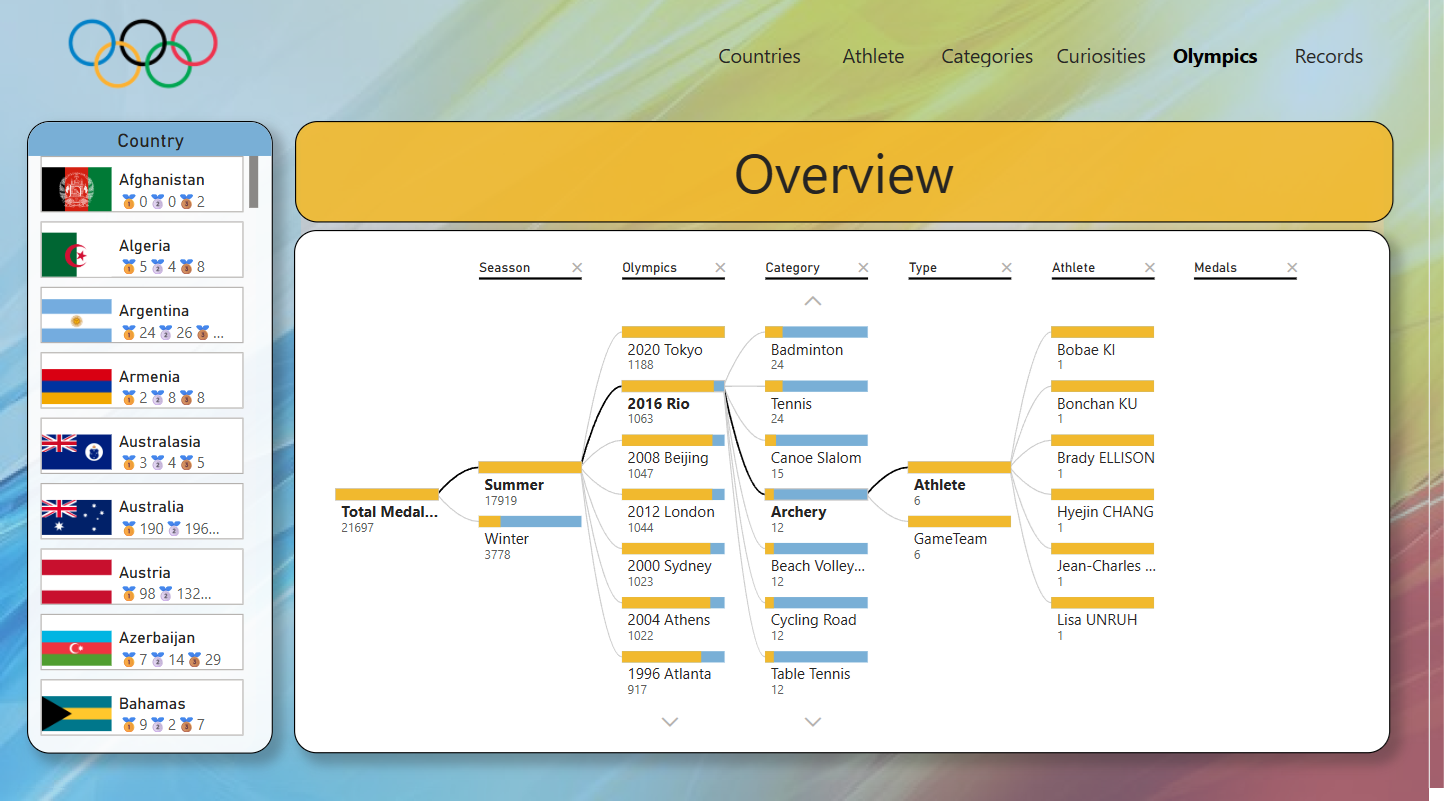 Countries Athlete Categories Curiosities Olympics Records
Country
Afghanistan
🥇 0 🥈 0 🥉 2
Algeria
🥇 5 🥈 4 🥉 8
Argentina
🥇 24 🥈 26 🥉 ...
Armenia
🥇 2 🥈 8 🥉 8
Australasia
🥇 3 🥈 4 🥉 5
Australia
🥇 190 🥈 196...
Austria
🥇 98 🥈 132...
Azerbaijan
🥇 7 🥈 14 🥉 29
Bahamas
🥇 9 🥈 2 🥉 7
Overview
Seasson
Olympics
Category
Type
Athlete
Medals
Total Medal...
21697
Summer
17919
Winter
3778
2020 Tokyo
1188
2016 Rio
1063
2008 Beijing
1047
2012 London
1044
2000 Sydney
1023
2004 Athens
1022
1996 Atlanta
917
Badminton
24
Tennis
24
Canoe Slalom
15
Archery
12
Beach Volley...
12
Cycling Road
12
Table Tennis
12
Athlete
6
GameTeam
6
Bobae KI
1
Bonchan KU
1
Brady ELLISON
1
Hyejin CHANG
1
Jean-Charles ...
1
Lisa UNRUH
1